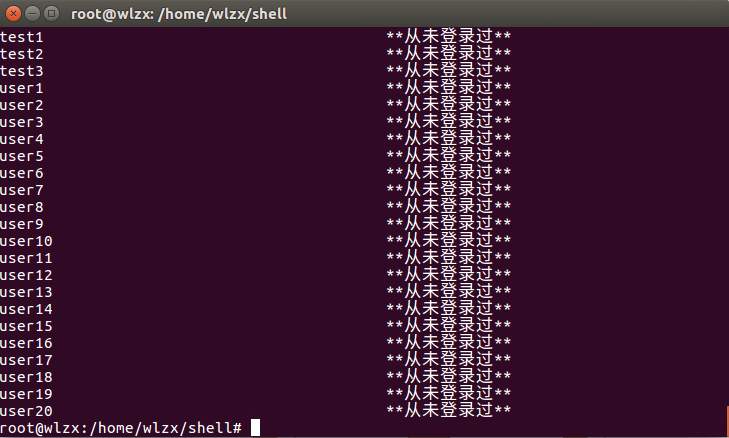 root@wlzx: /home/wlzx/shell
test1 **从未登录过**
test2 **从未登录过**
test3 **从未登录过**
user1 **从未登录过**
user2 **从未登录过**
user3 **从未登录过**
user4 **从未登录过**
user5 **从未登录过**
user6 **从未登录过**
user7 **从未登录过**
user8 **从未登录过**
user9 **从未登录过**
user10 **从未登录过**
user11 **从未登录过**
user12 **从未登录过**
user13 **从未登录过**
user14 **从未登录过**
user15 **从未登录过**
user16 **从未登录过**
user17 **从未登录过**
user18 **从未登录过**
user19 **从未登录过**
user20 **从未登录过**
root@wlzx:/home/wlzx/shell#